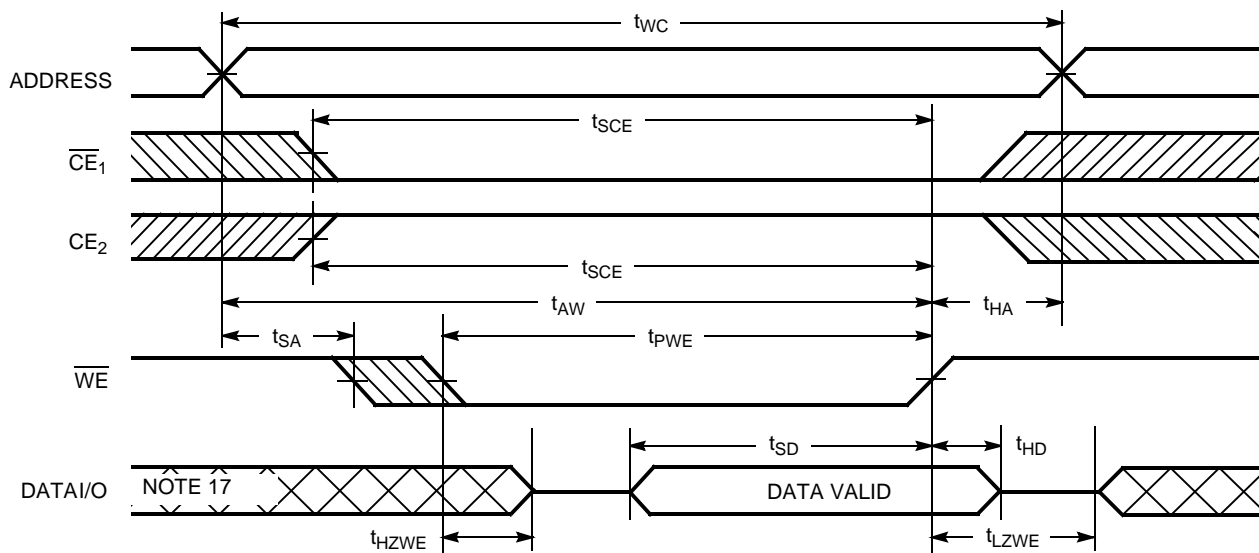 tWC
ADDRESS
tSCE
CE1
CE2
tSCE
tAW
tHA
tSA
tPWE
WE
tSD
tHD
DATAI/O
NOTE 17
DATA VALID
tHZWE
tLZWE